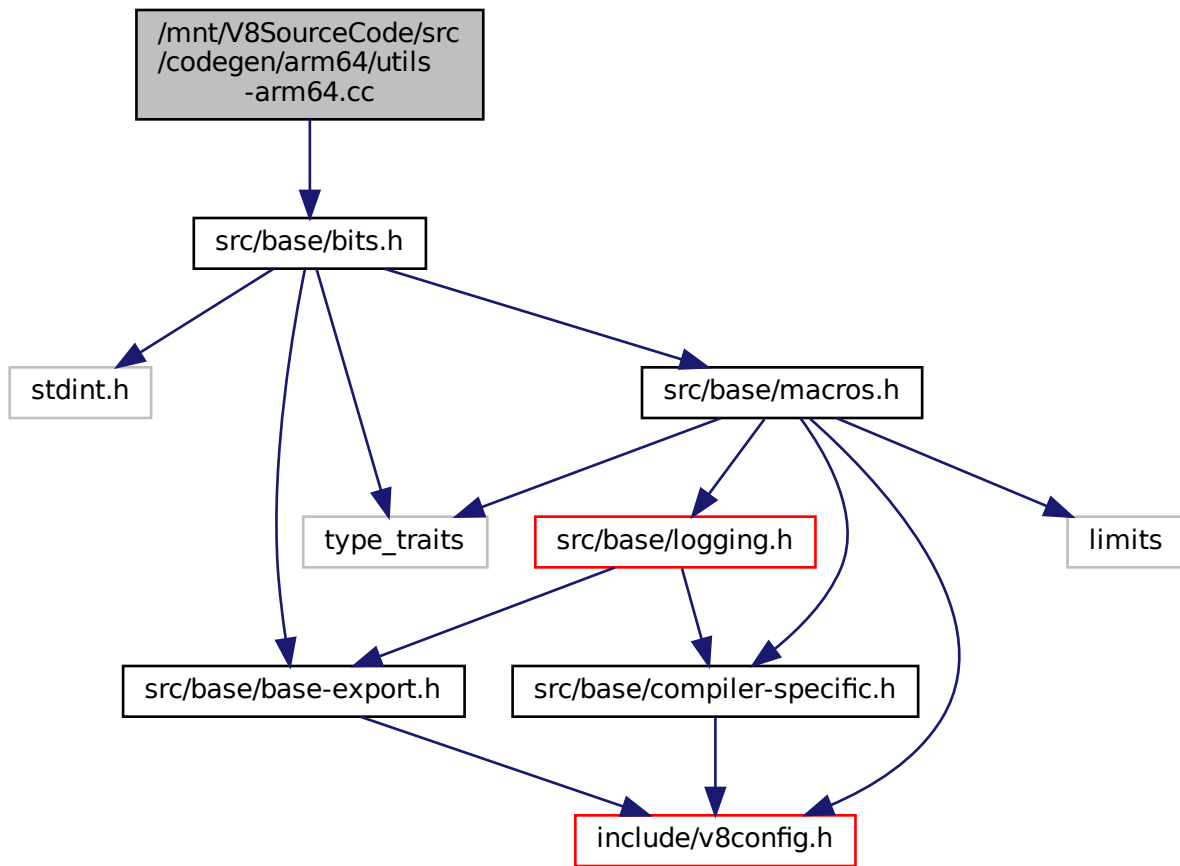 /mnt/V8SourceCode/src
/codegen/arm64/utils
-arm64.cc
src/base/bits.h
stdint.h
src/base/macros.h
type_traits
src/base/logging.h
limits
src/base/base-export.h
src/base/compiler-specific.h
include/v8config.h